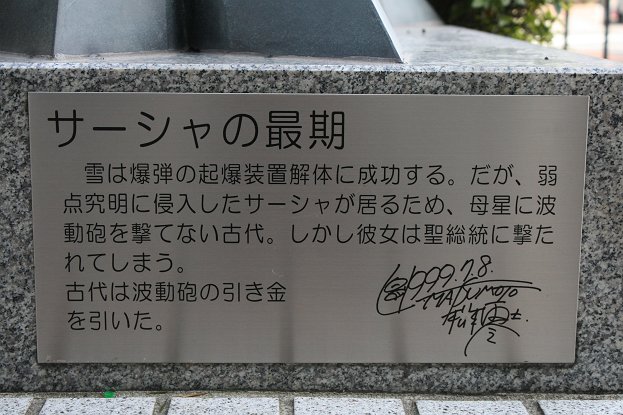 サーシャの最期
雪は爆弾の起爆装置解体に成功する。だが、弱
点究明に侵入したサーシャが居るため、母星に波
動砲を撃てない古代。しかし彼女は聖総統に撃た
れてしまう。
古代は波動砲の引き金
を引いた。
1999.7.8.